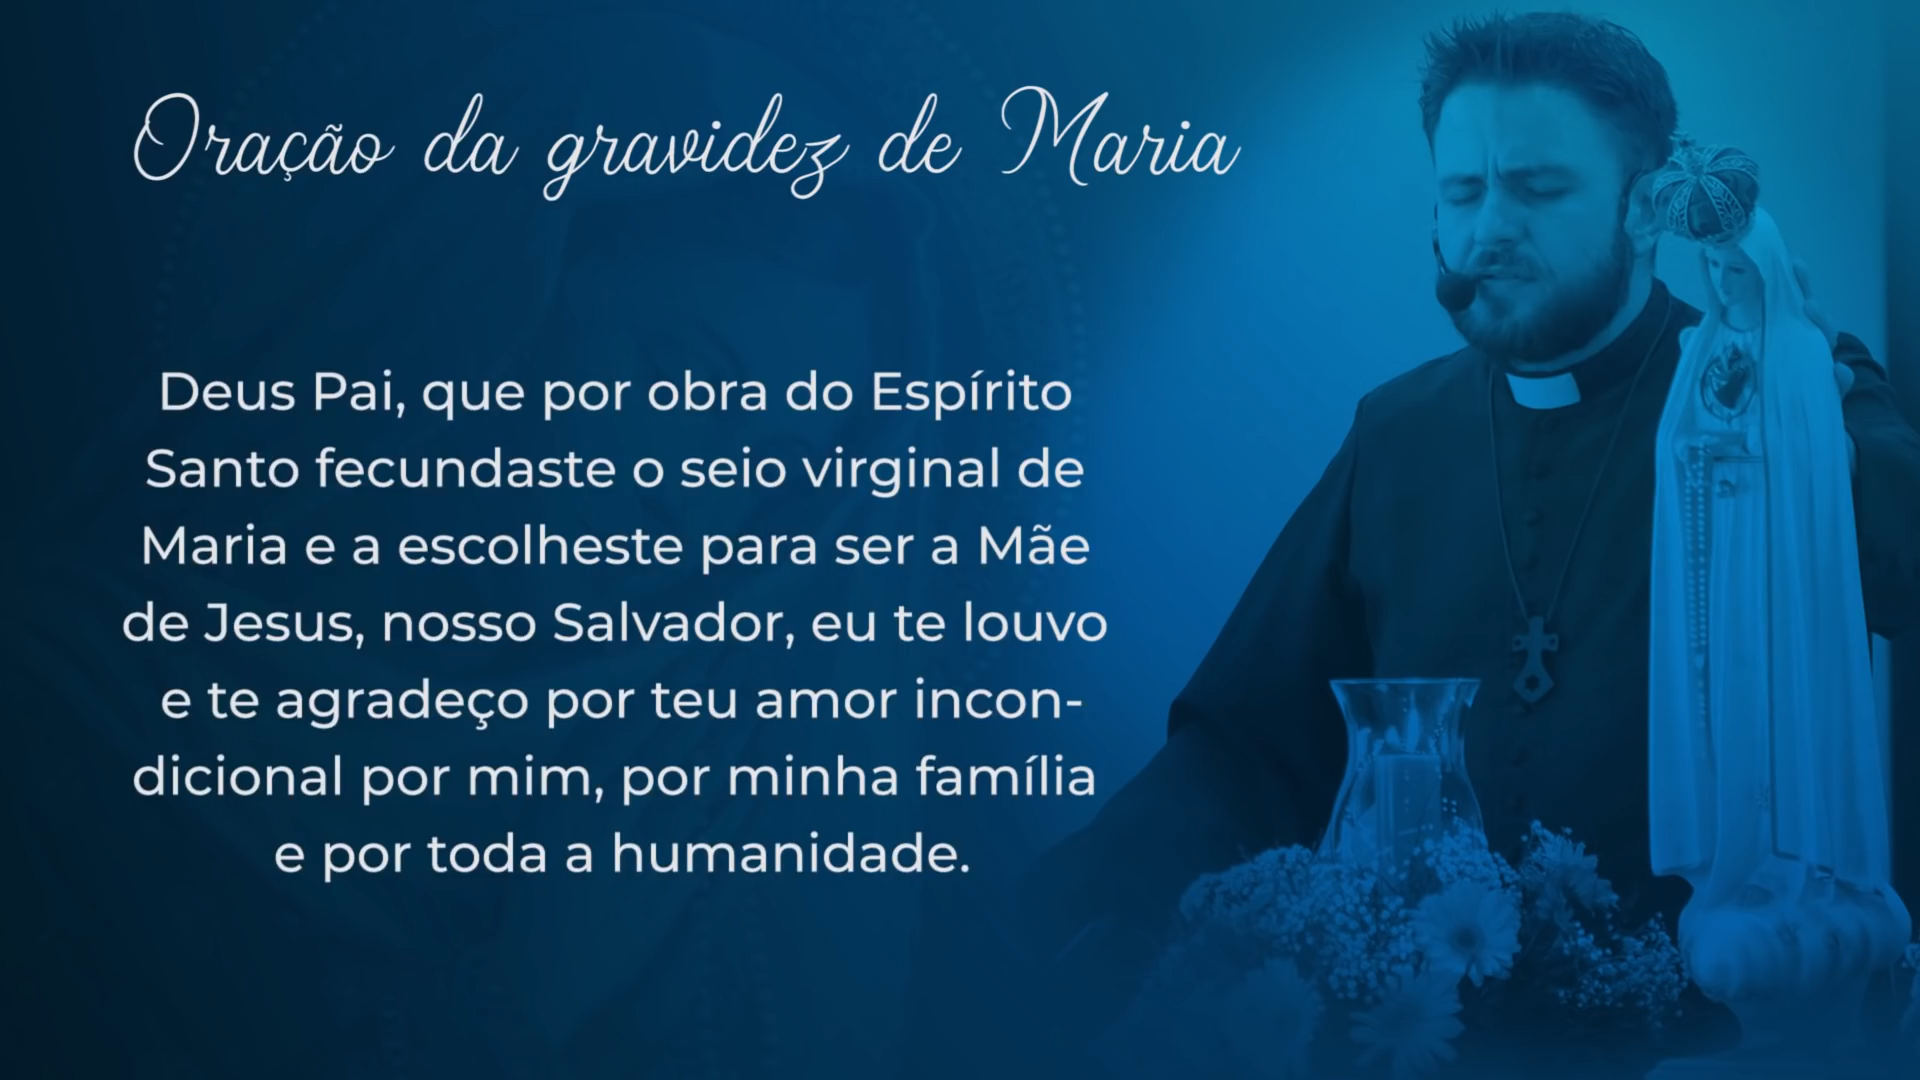 Oração da gravidez de Maria
Deus Pai, que por obra do Espírito
Santo fecundaste o seio virginal de
Maria e a escolheste para ser a Mãe
de Jesus, nosso Salvador, eu te louvo
e te agradeço por teu amor incon-
dicional por mim, por minha família
e por toda a humanidade.